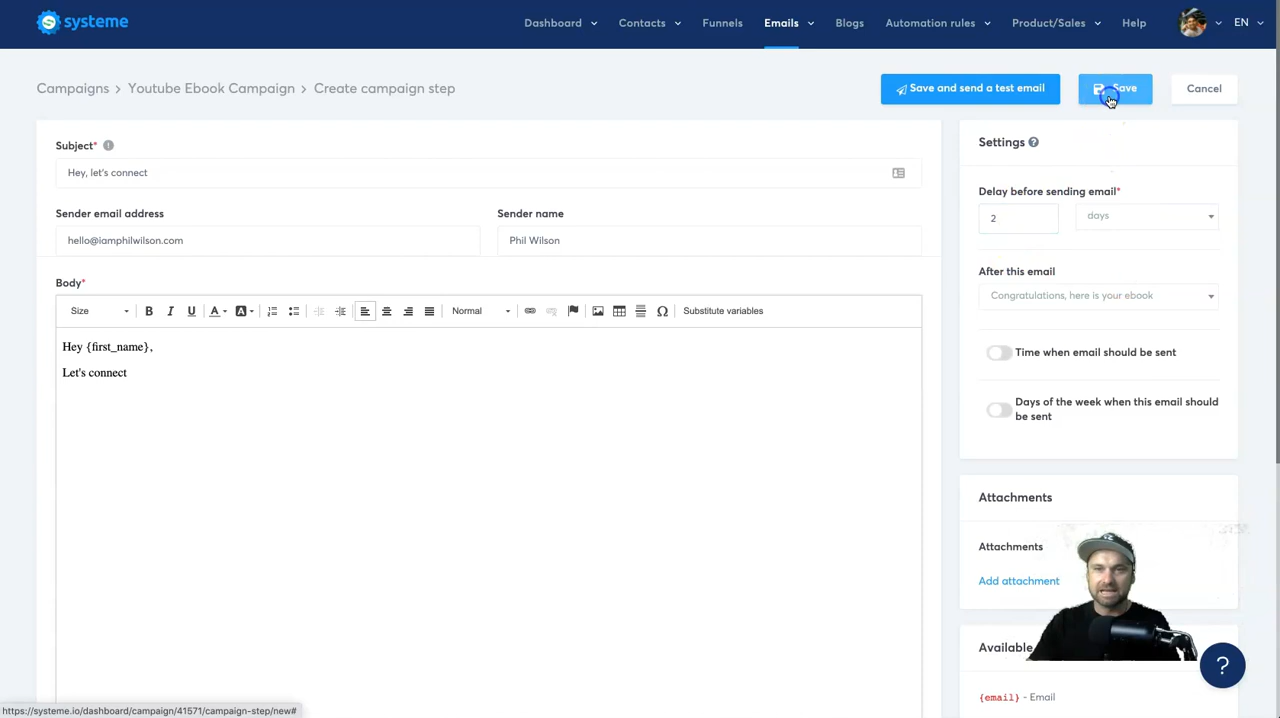 systeme
Dashboard Contacts Funnels Emails Blogs Automation rules Product/Sales Help EN
Campaigns > Youtube Ebook Campaign > Create campaign step
Save and send a test email Save Cancel
Subject*
Hey, let's connect
Sender email address Sender name
hello@iamphilwilson.com Phil Wilson
Body*
Size B I U A A Normal Substitute variables
Hey {first_name},
Let's connect
Settings
Delay before sending email*
2 days
After this email
Congratulations, here is your ebook
Time when email should be sent
Days of the week when this email should
be sent
Attachments
Attachments
Add attachment
Available
{email} - Email
?
https://systeme.io/dashboard/campaign/41571/campaign-step/new#